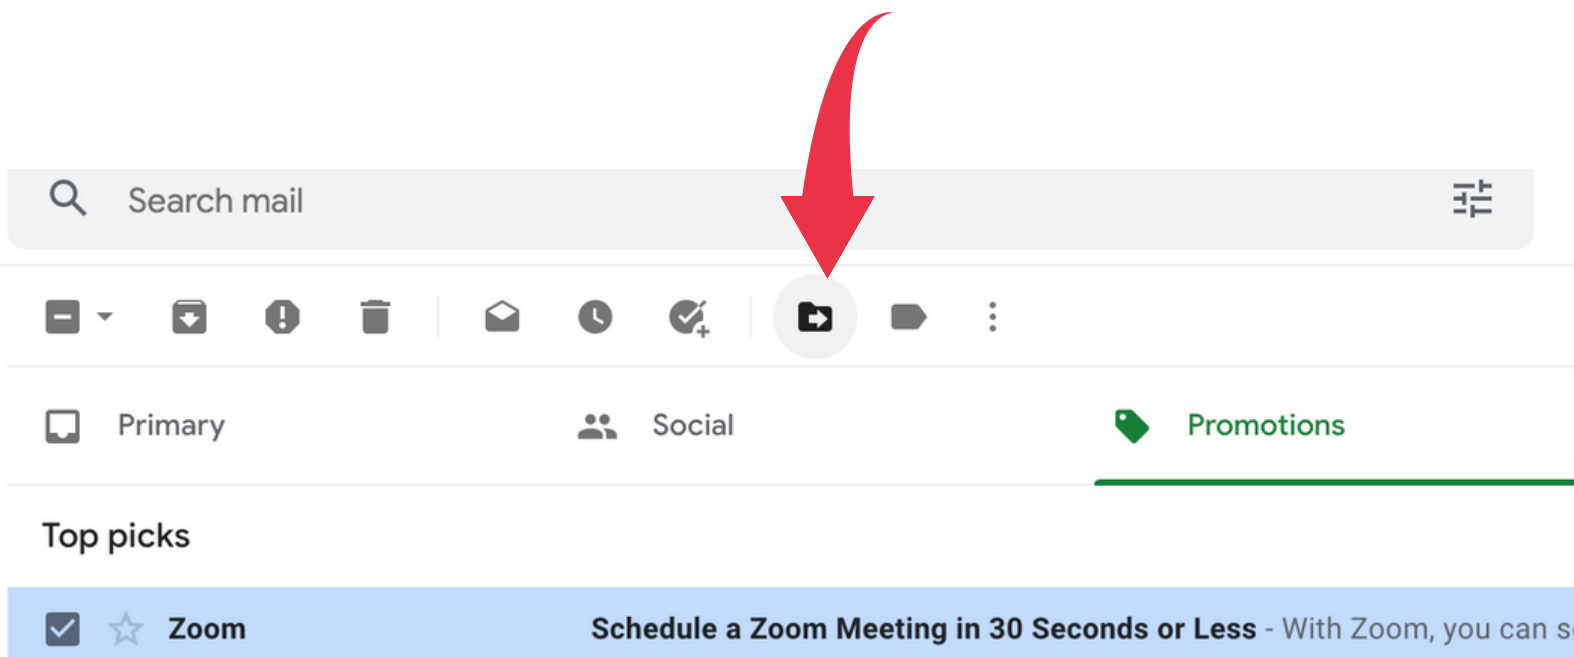 Search mail
Primary Social Promotions
Top picks
Zoom Schedule a Zoom Meeting in 30 Seconds or Less - With Zoom, you can